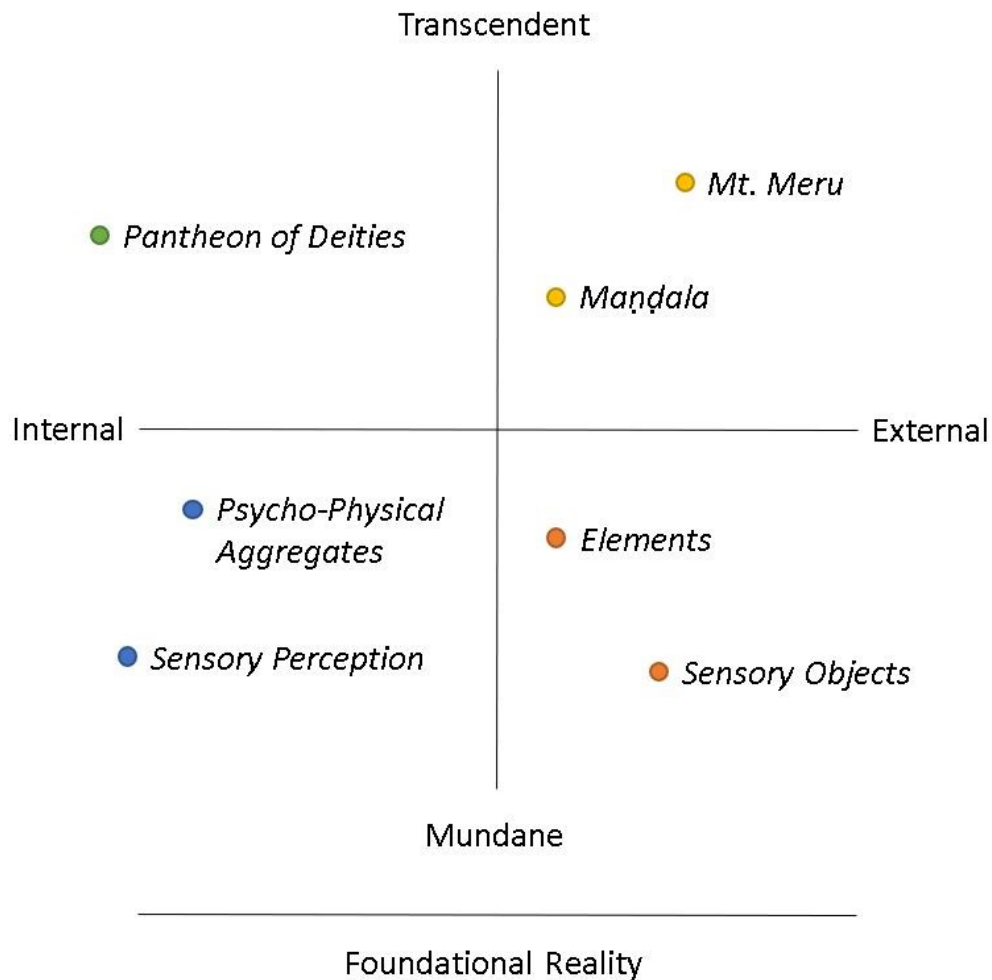 Transcendent
Mt. Meru
Pantheon of Deities
Maṇḍala
Internal
External
Psycho-Physical
Aggregates
Elements
Sensory Perception
Sensory Objects
Mundane
Foundational Reality